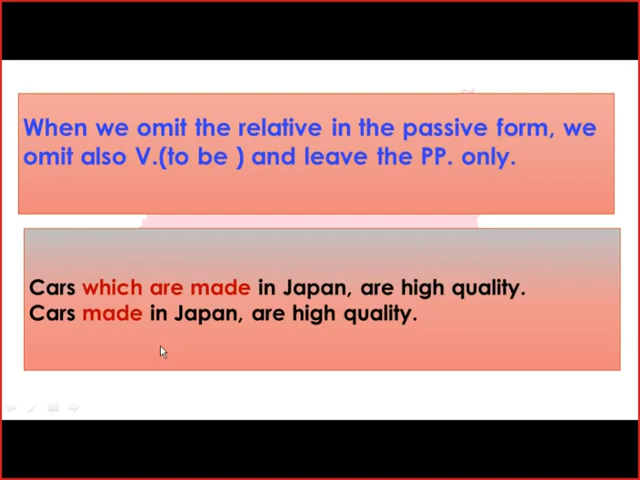 When we omit the relative in the passive form, we
omit also V.(to be ) and leave the PP. only.
Cars which are made in Japan, are high quality.
Cars made in Japan, are high quality.